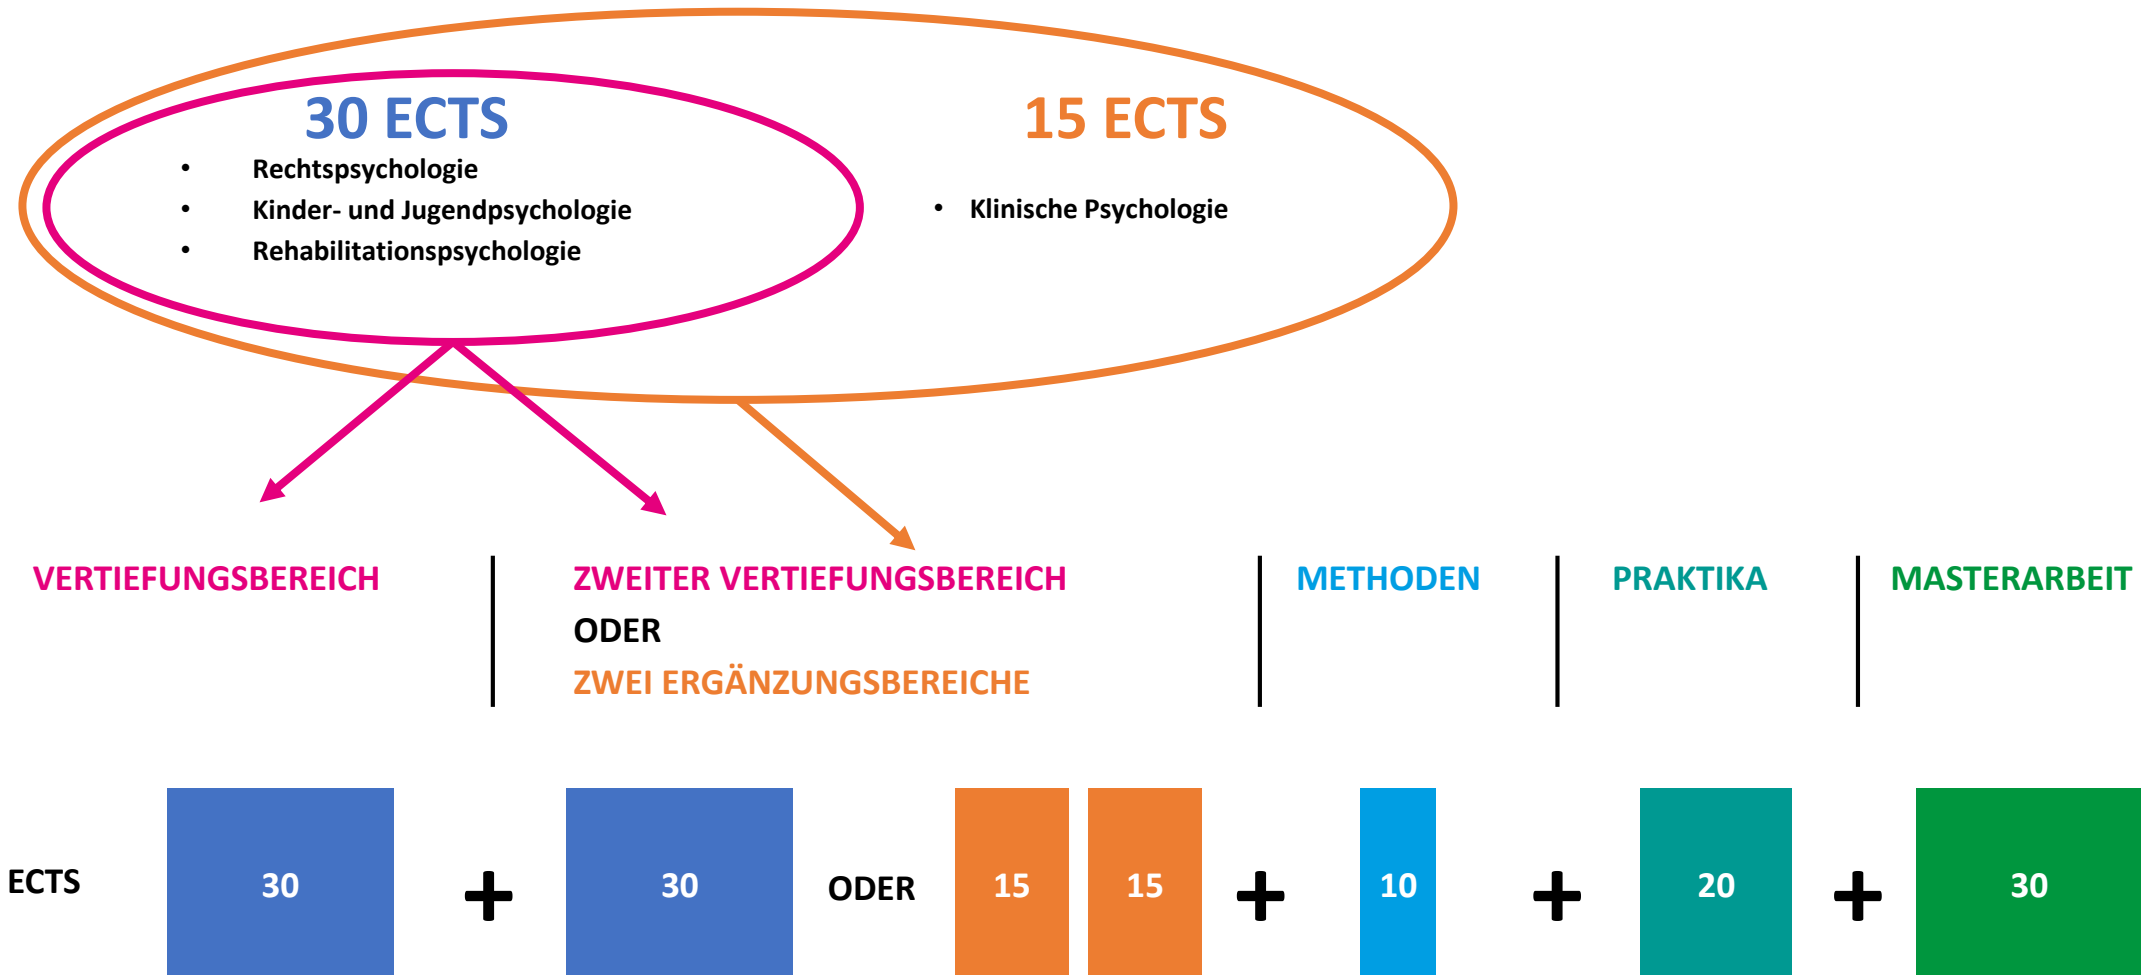 30 ECTS
• Rechtspsychologie
• Kinder- und Jugendpsychologie
• Rehabilitationspsychologie
15 ECTS
• Klinische Psychologie
VERTIEFUNGSBEREICH
ZWEITER VERTIEFUNGSBEREICH
ODER
ZWEI ERGÄNZUNGSBEREICHE
METHODEN
PRAKTIKA
MASTERARBEIT
ECTS 30 + 30 ODER 15 15 + 10 + 20 + 30